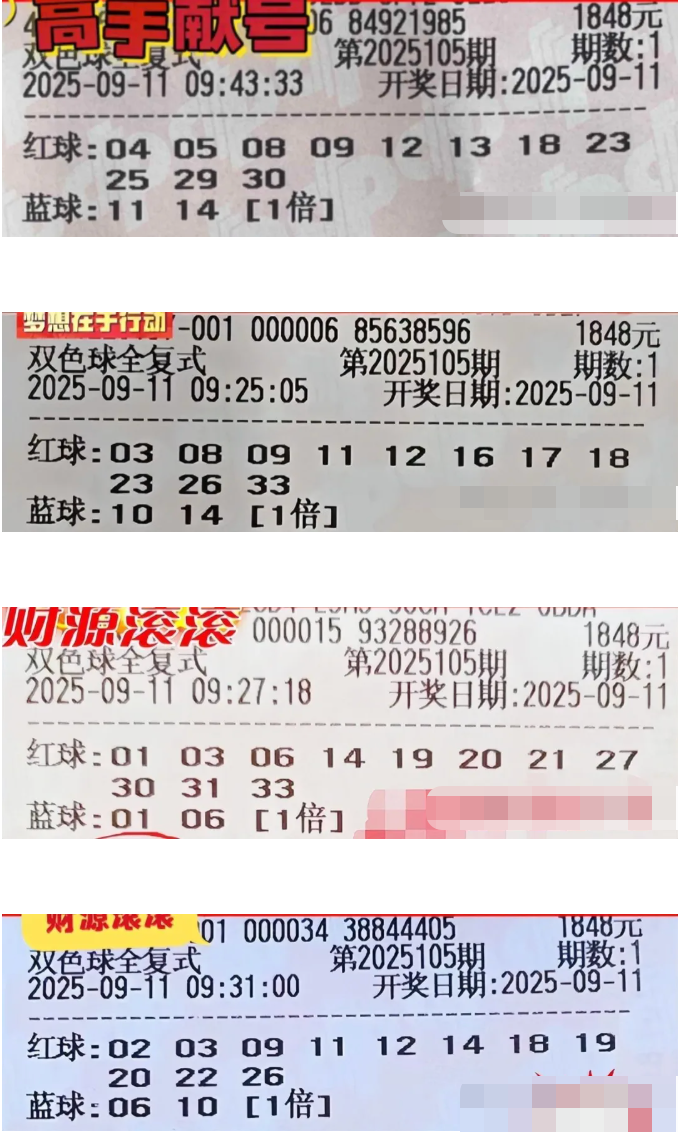 高手献号
06 84921985 1848元
双色球全复式 第2025105期 期数:1
2025-09-11 09:43:33 开奖日期:2025-09-11
红球:04 05 08 09 12 13 18 23
25 29 30
蓝球:11 14 [1倍]
梦想在手行动
-001 000006 85638596 1848元
双色球全复式 第2025105期 期数:1
2025-09-11 09:25:05 开奖日期:2025-09-11
红球:03 08 09 11 12 16 17 18
23 26 33
蓝球:10 14 [1倍]
财源滚滚
000015 93288926 1848元
双色球全复式 第2025105期 期数:1
2025-09-11 09:27:18 开奖日期:2025-09-11
红球:01 03 06 14 19 20 21 27
30 31 33
蓝球:01 06 [1倍]
财源滚滚
001 000034 38844405 1848元
双色球全复式 第2025105期 期数:1
2025-09-11 09:31:00 开奖日期:2025-09-11
红球:02 03 09 11 12 14 18 19
20 22 26
蓝球:06 10 [1倍]